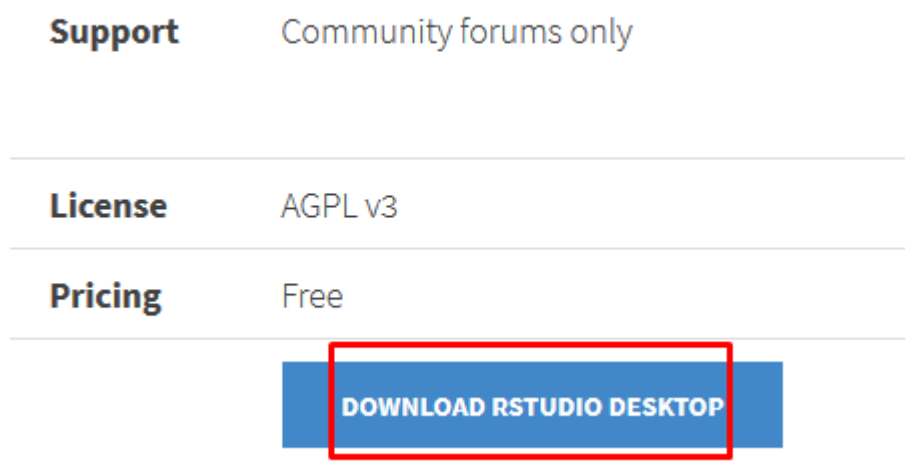 Support Community forums only
License AGPL v3
Pricing Free
DOWNLOAD RSTUDIO DESKTOP